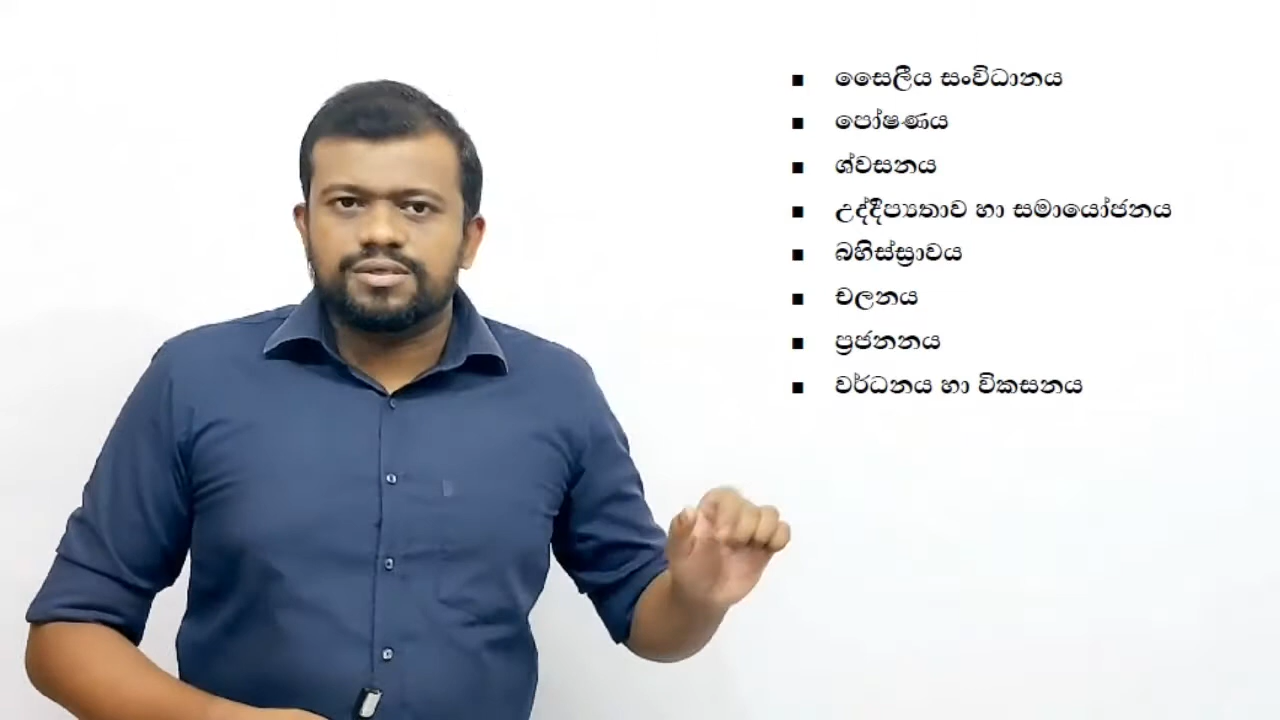 ▪ සෛලීය සංවිධානය
▪ පෝෂණය
▪ ශ්වසනය
▪ උද්දීප්‍යතාව හා සමායෝජනය
▪ බහිස්ස්‍රාවය
▪ චලනය
▪ ප්‍රජනනය
▪ වර්ධනය හා විකසනය